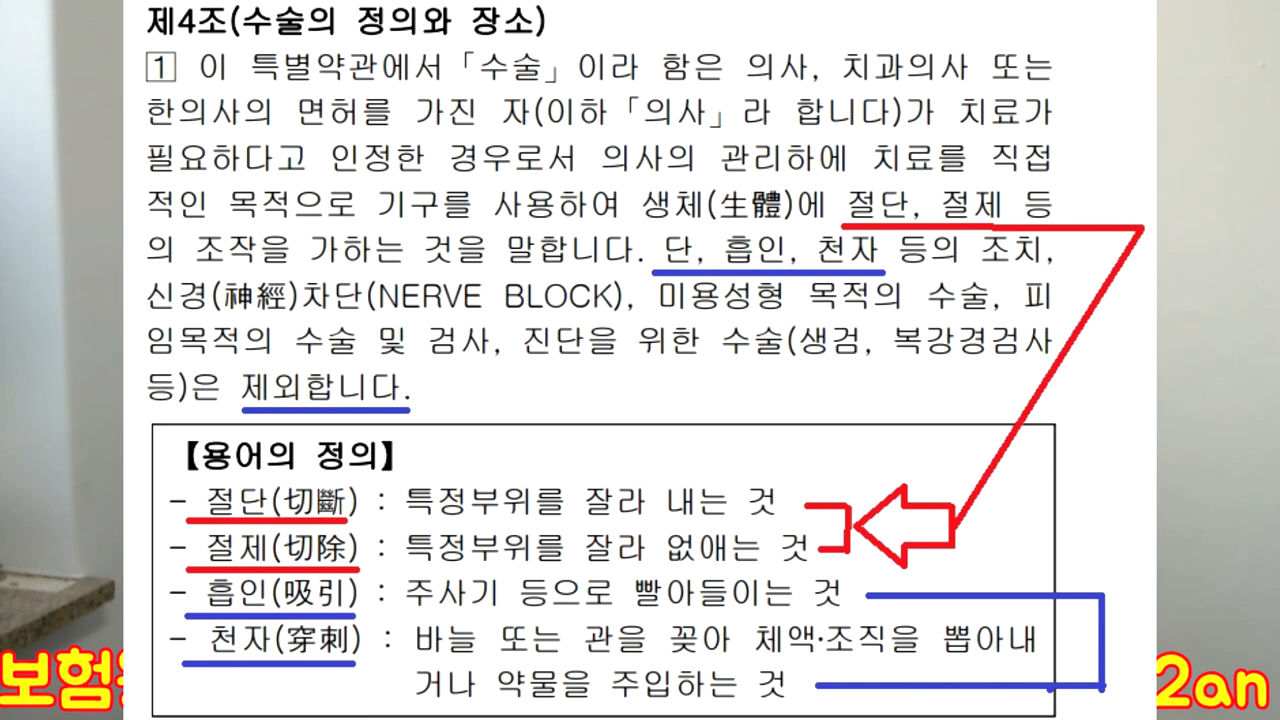 제4조(수술의 정의와 장소)
1 이 특별약관에서「수술」이라 함은 의사, 치과의사 또는
한의사의 면허를 가진 자(이하「의사」라 합니다)가 치료가
필요하다고 인정한 경우로서 의사의 관리하에 치료를 직접
적인 목적으로 기구를 사용하여 생체(生體)에 절단, 절제 등
의 조작을 가하는 것을 말합니다. 단, 흡인, 천자 등의 조치,
신경(神經)차단(NERVE BLOCK), 미용성형 목적의 수술, 피
임목적의 수술 및 검사, 진단을 위한 수술(생검, 복강경검사
등)은 제외합니다.
【용어의 정의】
- 절단(切斷) : 특정부위를 잘라 내는 것
- 절제(切除) : 특정부위를 잘라 없애는 것
- 흡인(吸引) : 주사기 등으로 빨아들이는 것
- 천자(穿刺) : 바늘 또는 관을 꽂아 체액·조직을 뽑아내
거나 약물을 주입하는 것
보험 2an